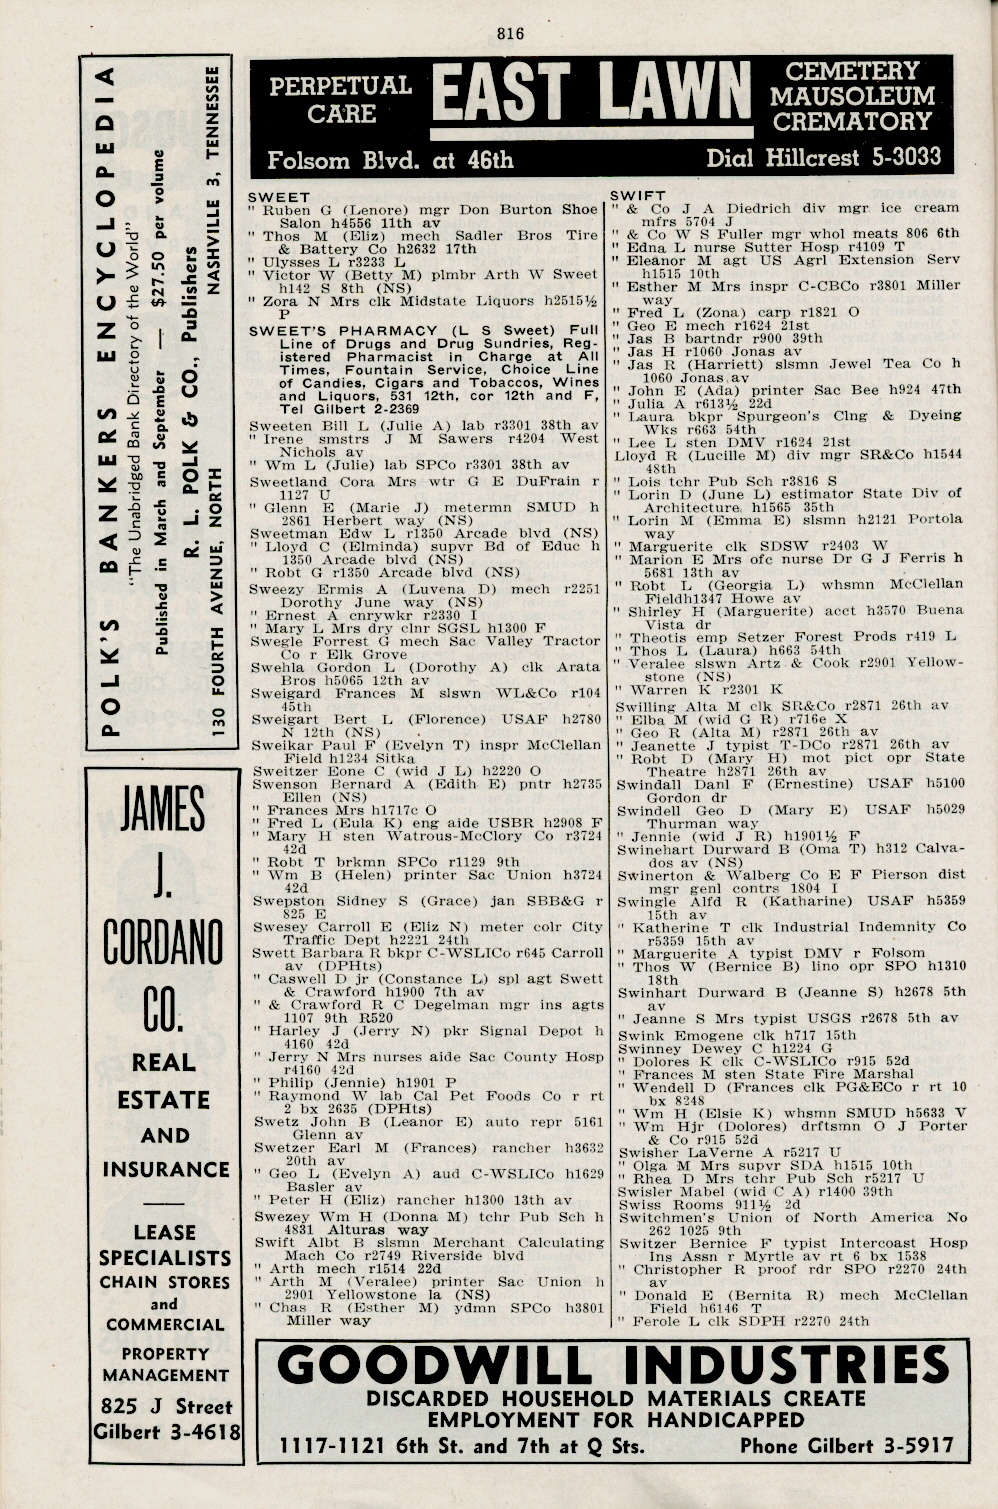 816
POLK'S BANKERS ENCYCLOPEDIA
"The Unabridged Bank Directory of the World"
Published in March and September — $27.50 per volume
R. L. POLK & CO., Publishers
130 FOURTH AVENUE, NORTH NASHVILLE 3, TENNESSEE
PERPETUAL
CARE
EAST LAWN
CEMETERY
MAUSOLEUM
CREMATORY
Folsom Blvd. at 46th
Dial Hillcrest 5-3033
SWEET
" Ruben G (Lenore) mgr Don Burton Shoe
Salon h4556 11th av
" Thos M (Eliz) mech Sadler Bros Tire
& Battery Co h2632 17th
" Ulysses L r3233 L
" Victor W (Betty M) plmbr Arth W Sweet
h142 S 8th (NS)
" Zora N Mrs clk Midstate Liquors h2515½
P
SWEET'S PHARMACY (L S Sweet) Full
Line of Drugs and Drug Sundries, Reg-
istered Pharmacist in Charge at All
Times, Fountain Service, Choice Line
of Candies, Cigars and Tobaccos, Wines
and Liquors, 531 12th, cor 12th and F,
Tel Gilbert 2-2369
Sweeten Bill L (Julie A) lab r3301 38th av
" Irene smstrs J M Sawers r4204 West
Nichols av
" Wm L (Julie) lab SPCo r3301 38th av
Sweetland Cora Mrs wtr G E DuFrain r
1127 U
" Glenn E (Marie J) metermn SMUD h
2861 Herbert way (NS)
Sweetman Edw L r1350 Arcade blvd (NS)
" Lloyd C (Elminda) supvr Bd of Educ h
1350 Arcade blvd (NS)
" Robt G r1350 Arcade blvd (NS)
Sweezy Ermis A (Luvena D) mech r2251
Dorothy June way (NS)
" Ernest A cnrywkr r2330 I
" Mary L Mrs dry clnr SGSL h1300 F
Swegle Forrest G mech Sac Valley Tractor
Co r Elk Grove
Swehla Gordon L (Dorothy A) clk Arata
Bros h5065 12th av
Sweigard Frances M slswn WL&Co r104
45th
Sweigart Bert L (Florence) USAF h2780
N 12th (NS)
Sweikar Paul F (Evelyn T) inspr McClellan
Field h1234 Sitka
Sweitzer Eone C (wid J L) h2220 O
Swenson Bernard A (Edith E) pntr h2735
Ellen (NS)
" Frances Mrs h1717c O
" Fred L (Eula K) eng aide USBR h2908 F
" Mary H sten Watrous-McClory Co r3724
42d
" Robt T brkmn SPCo r1129 9th
" Wm B (Helen) printer Sac Union h3724
42d
Swepston Sidney S (Grace) jan SBB&G r
825 E
Swesey Carroll E (Eliz N) meter colr City
Traffic Dept h2221 24th
Swett Barbara R bkpr C-WSLICo r645 Carroll
av (DPHts)
" Caswell D jr (Constance L) spl agt Swett
& Crawford h1900 7th av
" & Crawford R C Degelman mgr ins agts
1107 9th R520
" Harley J (Jerry N) pkr Signal Depot h
4160 42d
" Jerry N Mrs nurses aide Sac County Hosp
r4160 42d
" Philip (Jennie) h1901 P
" Raymond W lab Cal Pet Foods Co r rt
2 bx 2635 (DPHts)
Swetz John B (Leanor E) auto repr 5161
Glenn av
Swetzer Earl M (Frances) rancher h3632
20th av
" Geo L (Evelyn A) aud C-WSLICo h1629
Basler av
" Peter H (Eliz) rancher h1300 13th av
Swezey Wm H (Donna M) tchr Pub Sch h
4831 Alturas way
Swift Albt B slsmn Merchant Calculating
Mach Co r2749 Riverside blvd
" Arth mech r1514 22d
" Arth M (Veralee) printer Sac Union h
2901 Yellowstone la (NS)
" Chas R (Esther M) ydmn SPCo h3801
Miller way
SWIFT
" & Co J A Diedrich div mgr ice cream
mfrs 5704 J
" & Co W S Fuller mgr whol meats 806 6th
" Edna L nurse Sutter Hosp r4109 T
" Eleanor M agt US Agrl Extension Serv
h1515 10th
" Esther M Mrs inspr C-CBCo r3801 Miller
way
" Fred L (Zona) carp r1821 O
" Geo E mech r1624 21st
" Jas B bartndr r900 39th
" Jas H r1060 Jonas av
" Jas R (Harriett) slsmn Jewel Tea Co h
1060 Jonas av
" John E (Ada) printer Sac Bee h924 47th
" Julia A r613½ 22d
" Laura bkpr Spurgeon's Clng & Dyeing
Wks r663 54th
" Lee L sten DMV r1624 21st
Lloyd R (Lucille M) div mgr SR&Co h1544
48th
" Lois tchr Pub Sch r3816 S
" Lorin D (June L) estimator State Div of
Architecture h1565 35th
" Lorin M (Emma E) slsmn h2121 Portola
way
" Marguerite clk SDSW r2403 W
" Marion E Mrs ofc nurse Dr G J Ferris h
5681 13th av
" Robt L (Georgia L) whsmn McClellan
Fieldh1347 Howe av
" Shirley H (Marguerite) acct h3570 Buena
Vista dr
" Theotis emp Setzer Forest Prods r419 L
" Thos L (Laura) h663 54th
" Veralee slswn Artz & Cook r2901 Yellow-
stone (NS)
" Warren K r2301 K
Swilling Alta M clk SR&Co r2871 26th av
" Elba M (wid G R) r716e X
" Geo R (Alta M) r2871 26th av
" Jeanette J typist T-DCo r2871 26th av
" Robt D (Mary H) mot pict opr State
Theatre h2871 26th av
Swindall Danl F (Ernestine) USAF h5100
Gordon dr
Swindell Geo D (Mary E) USAF h5029
Thurman way
" Jennie (wid J R) h1901½ F
Swinehart Durward B (Oma T) h312 Calva-
dos av (NS)
Swinerton & Walberg Co E F Pierson dist
mgr genl contrs 1804 I
Swingle Alfd R (Katharine) USAF h5359
15th av
" Katherine T clk Industrial Indemnity Co
r5359 15th av
" Marguerite A typist DMV r Folsom
" Thos W (Bernice B) lino opr SPO h1310
18th
Swinhart Durward B (Jeanne S) h2678 5th
av
" Jeanne S Mrs typist USGS r2678 5th av
Swink Emogene clk h717 15th
Swinney Dewey C h1224 G
" Dolores K clk C-WSLICo r915 52d
" Frances M sten State Fire Marshal
" Wendell D (Frances clk PG&ECo r rt 10
bx 8248
" Wm H (Elsie K) whsmn SMUD h5633 V
" Wm Hjr (Dolores) drftsmn O J Porter
& Co r915 52d
Swisher LaVerne A r5217 U
" Olga M Mrs supvr SDA h1515 10th
" Rhea D Mrs tchr Pub Sch r5217 U
Swisler Mabel (wid C A) r1400 39th
Swiss Rooms 911½ 2d
Switchmen's Union of North America No
262 1025 9th
Switzer Bernice F typist Intercoast Hosp
Ins Assn r Myrtle av rt 6 bx 1538
" Christopher R proof rdr SPO r2270 24th
av
" Donald E (Bernita R) mech McClellan
Field h6146 T
" Ferole L clk SDPH r2270 24th
JAMES
J.
CORDANO
CO.
REAL
ESTATE
AND
INSURANCE
LEASE
SPECIALISTS
CHAIN STORES
and
COMMERCIAL
PROPERTY
MANAGEMENT
825 J Street
Gilbert 3-4618
GOODWILL INDUSTRIES
DISCARDED HOUSEHOLD MATERIALS CREATE
EMPLOYMENT FOR HANDICAPPED
1117-1121 6th St. and 7th at Q Sts.
Phone Gilbert 3-5917